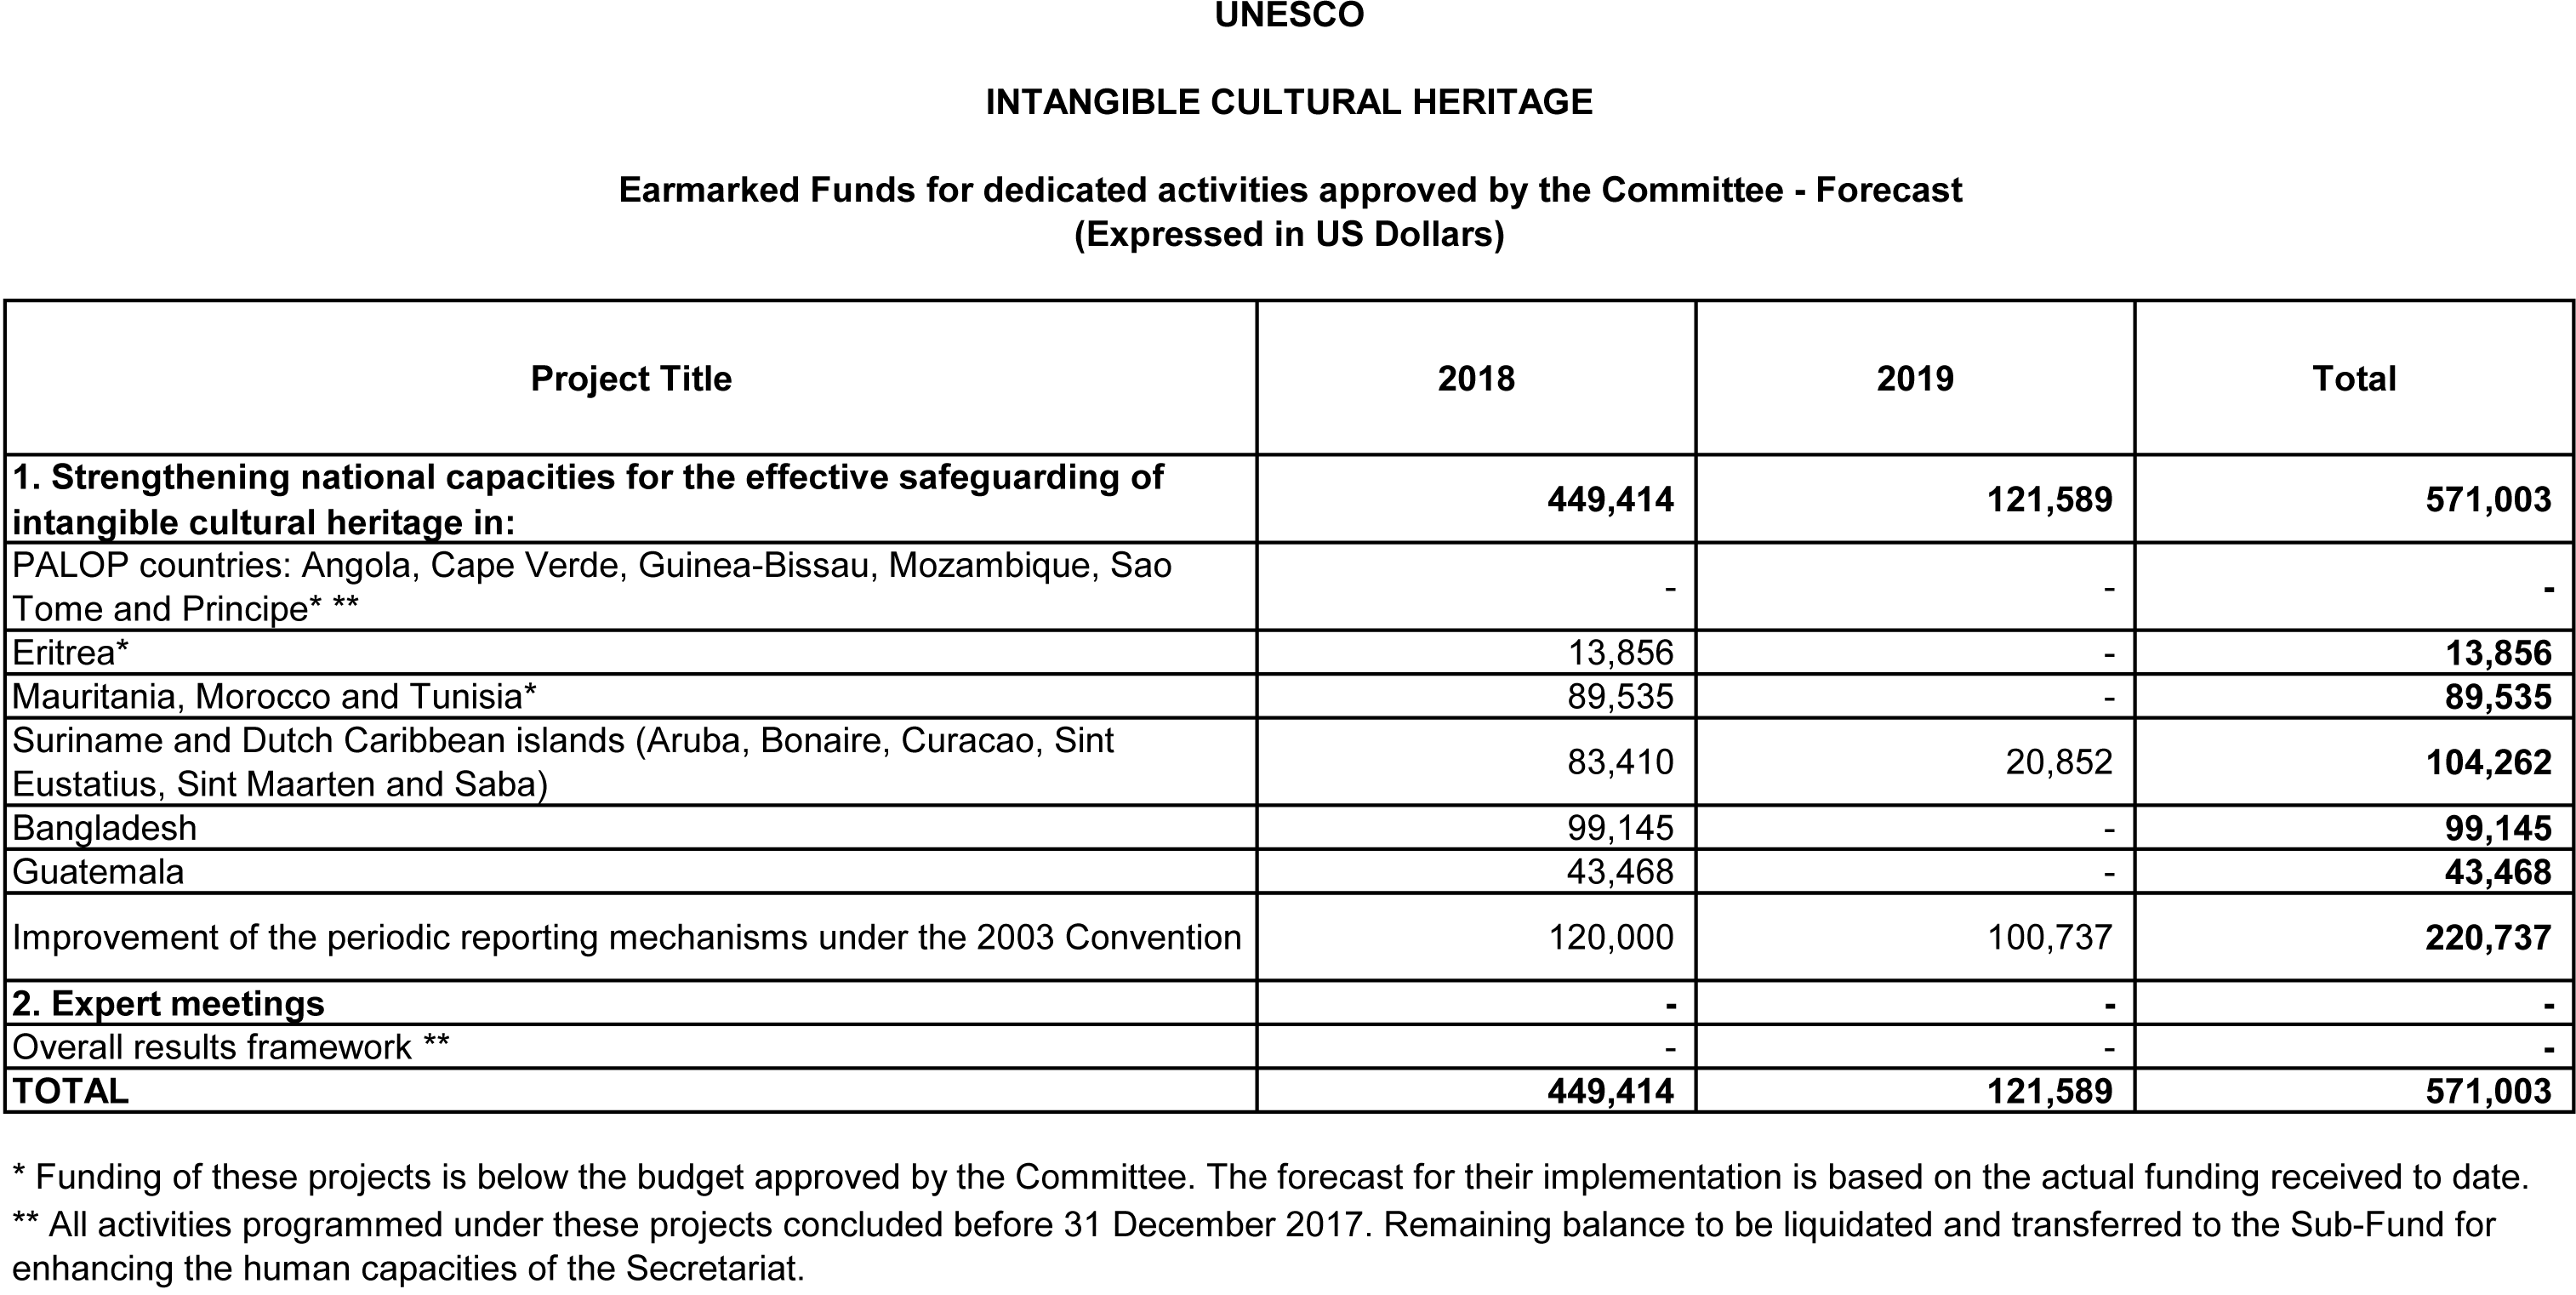 UNESCO
INTANGIBLE CULTURAL HERITAGE
Earmarked Funds for dedicated activities approved by the Committee - Forecast
(Expressed in US Dollars)
Project Title 2018 2019 Total
1. Strengthening national capacities for the effective safeguarding of
intangible cultural heritage in: 449,414 121,589 571,003
PALOP countries: Angola, Cape Verde, Guinea-Bissau, Mozambique, Sao
Tome and Principe* ** - - -
Eritrea* 13,856 - 13,856
Mauritania, Morocco and Tunisia* 89,535 - 89,535
Suriname and Dutch Caribbean islands (Aruba, Bonaire, Curacao, Sint
Eustatius, Sint Maarten and Saba) 83,410 20,852 104,262
Bangladesh 99,145 - 99,145
Guatemala 43,468 - 43,468
Improvement of the periodic reporting mechanisms under the 2003 Convention 120,000 100,737 220,737
2. Expert meetings - - -
Overall results framework ** - - -
TOTAL 449,414 121,589 571,003
* Funding of these projects is below the budget approved by the Committee. The forecast for their implementation is based on the actual funding received to date.
** All activities programmed under these projects concluded before 31 December 2017. Remaining balance to be liquidated and transferred to the Sub-Fund for
enhancing the human capacities of the Secretariat.